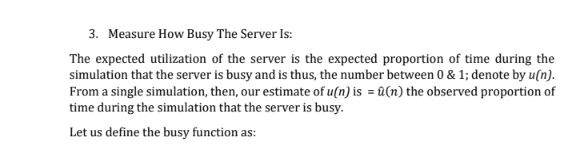 3. Measure How Busy The Server Is:
The expected utilization of the server is the expected proportion of time during the
simulation that the server is busy and is thus, the number between 0 & 1; denote by u(n).
From a single simulation, then, our estimate of u(n) is = û(n) the observed proportion of
time during the simulation that the server is busy.
Let us define the busy function as: